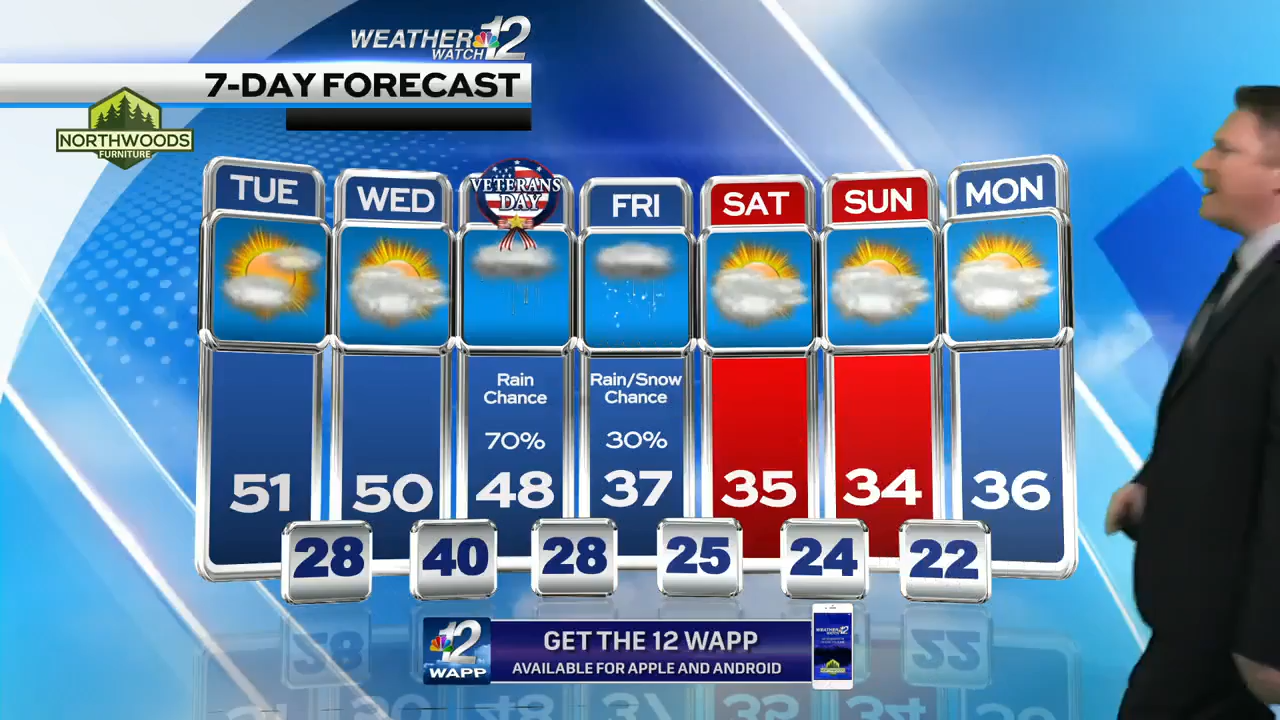 WEATHER 12
WATCH
7-DAY FORECAST
NORTHWOODS
FURNITURE
TUE
WED
VETERANS
DAY
FRI
SAT
SUN
MON
Rain
Chance
70%
Rain/Snow
Chance
30%
51
50
48
37
35
34
36
28
40
28
25
24
22
12
WAPP
GET THE 12 WAPP
AVAILABLE FOR APPLE AND ANDROID